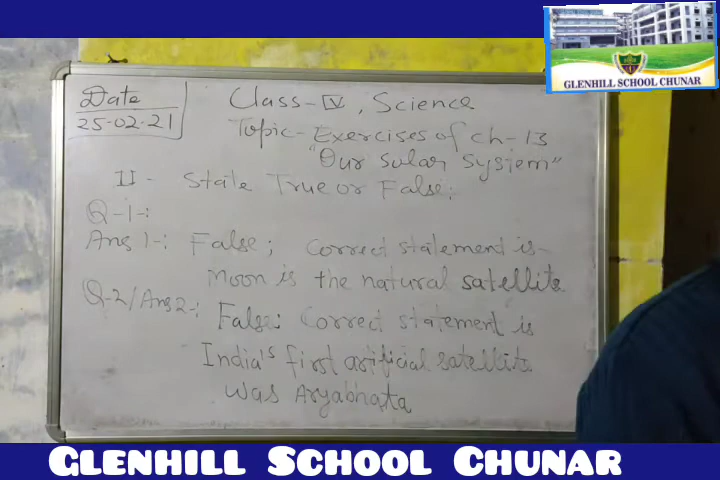 GLENHILL SCHOOL CHUNAR
Date
25-02-21
Class-IV, Science
Topic- Exercises of Ch-13
"Our solar system"
II - State True or False:
Q-1-:
Ans 1-: False; Correct statement is-
Moon is the natural satellite
Q-2/Ans2-: False: Correct statement is
India's first artificial satellite
was Aryabhata
GLENHILL SCHOOL CHUNAR